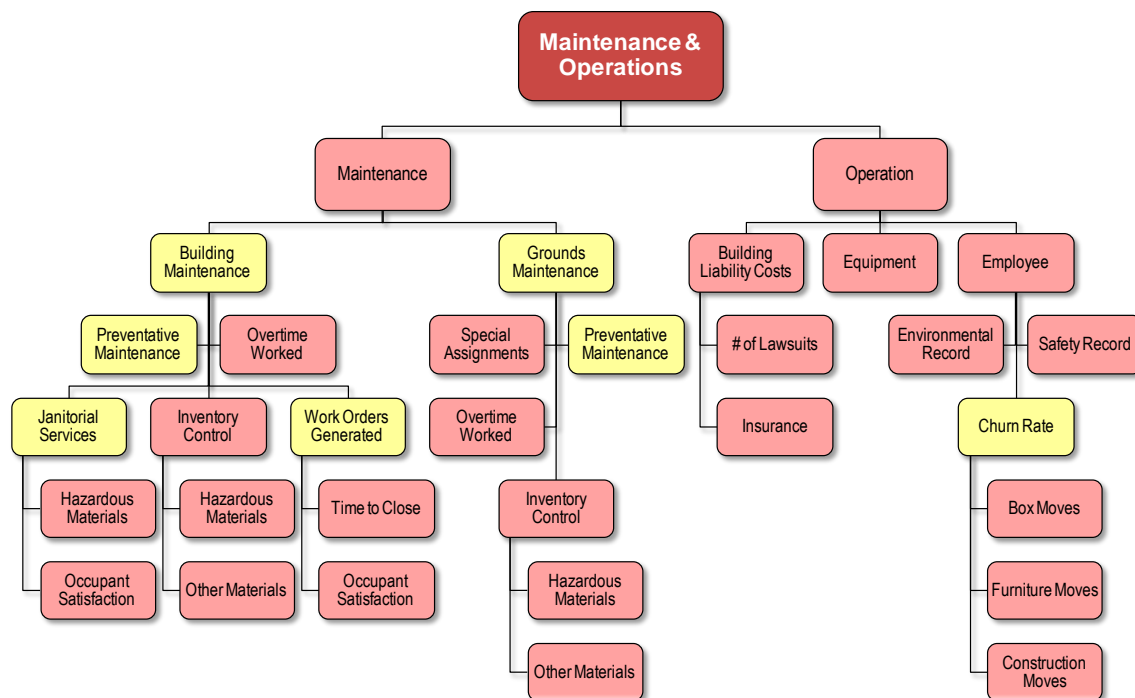 Maintenance &
Operations
Maintenance
Operation
Building
Maintenance
Grounds
Maintenance
Building
Liability Costs
Equipment
Employee
Preventative
Maintenance
Overtime
Worked
Special
Assignments
Preventative
Maintenance
# of Lawsuits
Environmental
Record
Safety Record
Janitorial
Services
Inventory
Control
Work Orders
Generated
Overtime
Worked
Insurance
Churn Rate
Hazardous
Materials
Hazardous
Materials
Time to Close
Inventory
Control
Box Moves
Occupant
Satisfaction
Other Materials
Occupant
Satisfaction
Hazardous
Materials
Furniture Moves
Other Materials
Construction
Moves